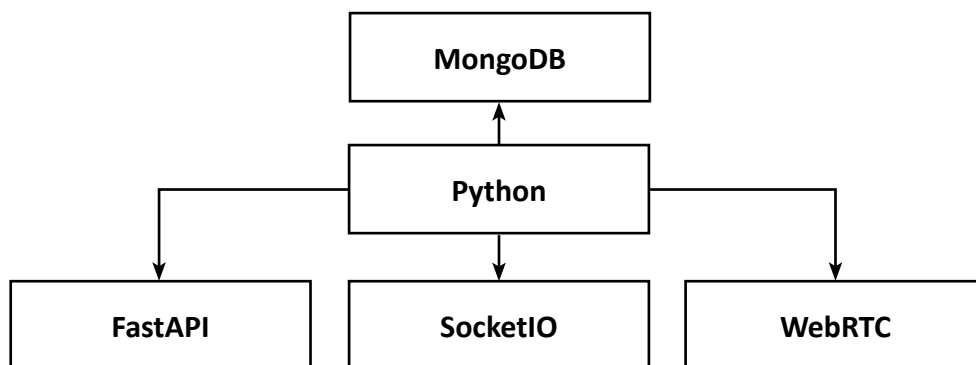 MongoDB
Python
FastAPI
SocketIO
WebRTC